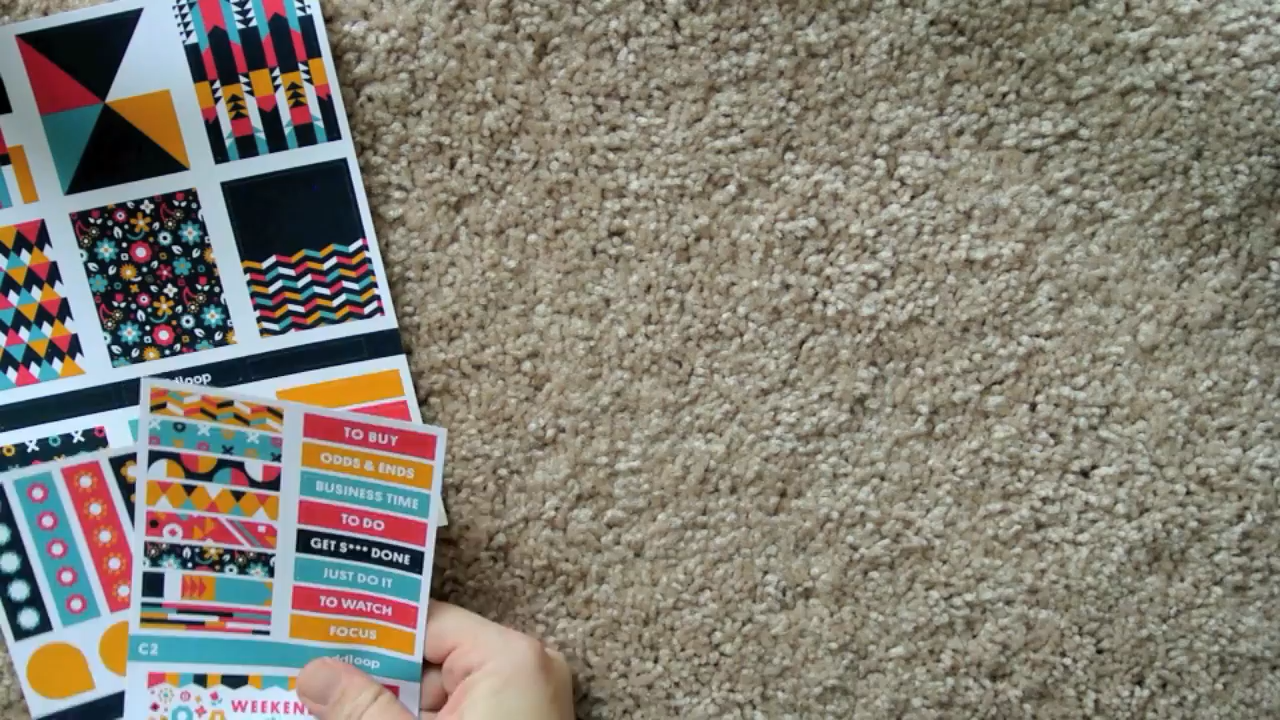 TO BUY
ODDS & ENDS
BUSINESS TIME
TO DO
GET S*** DONE
JUST DO IT
TO WATCH
FOCUS
C2